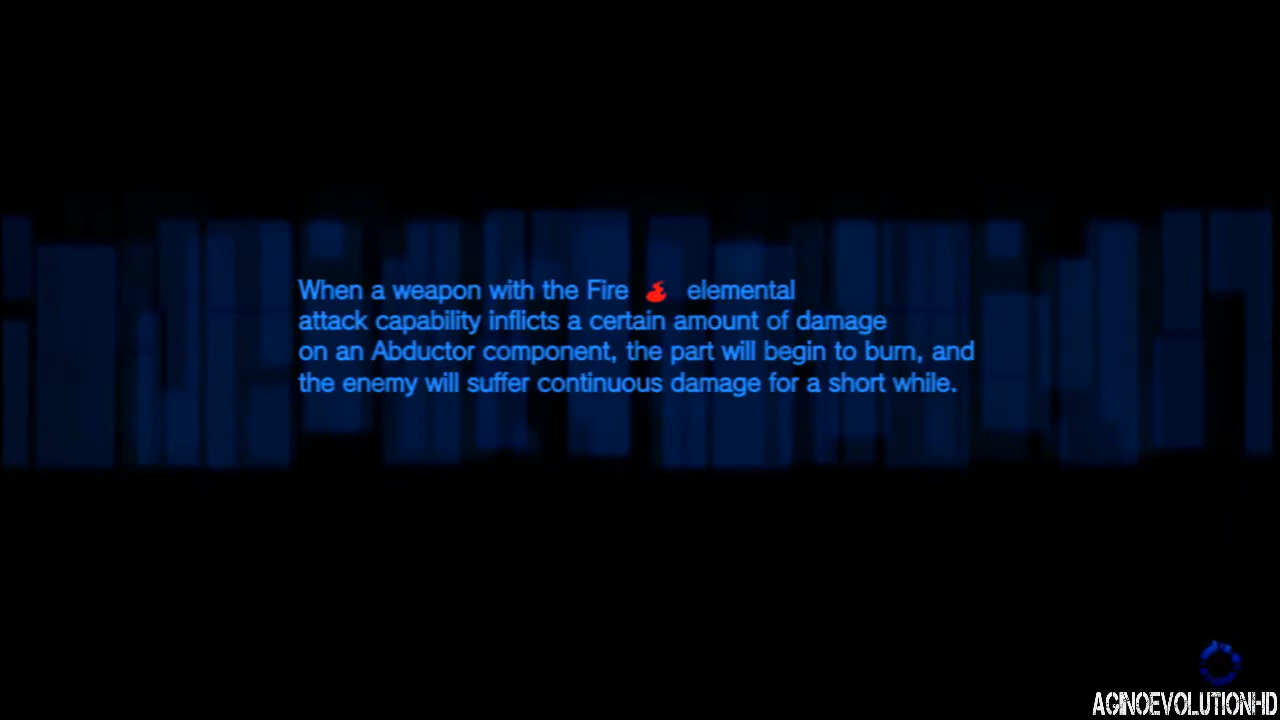 When a weapon with the Fire elemental
attack capability inflicts a certain amount of damage
on an Abductor component, the part will begin to burn, and
the enemy will suffer continuous damage for a short while.
AGINOEVOLUTIONHD